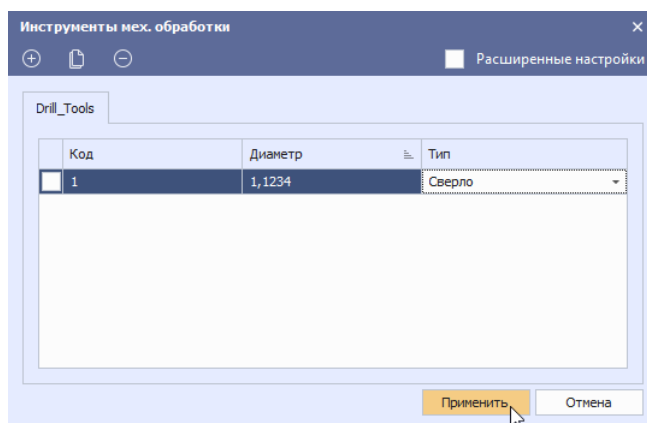 Инструменты мех. обработки
Расширенные настройки
Drill_Tools
Код Диаметр Тип
1 1,1234 Сверло
Применить Отмена